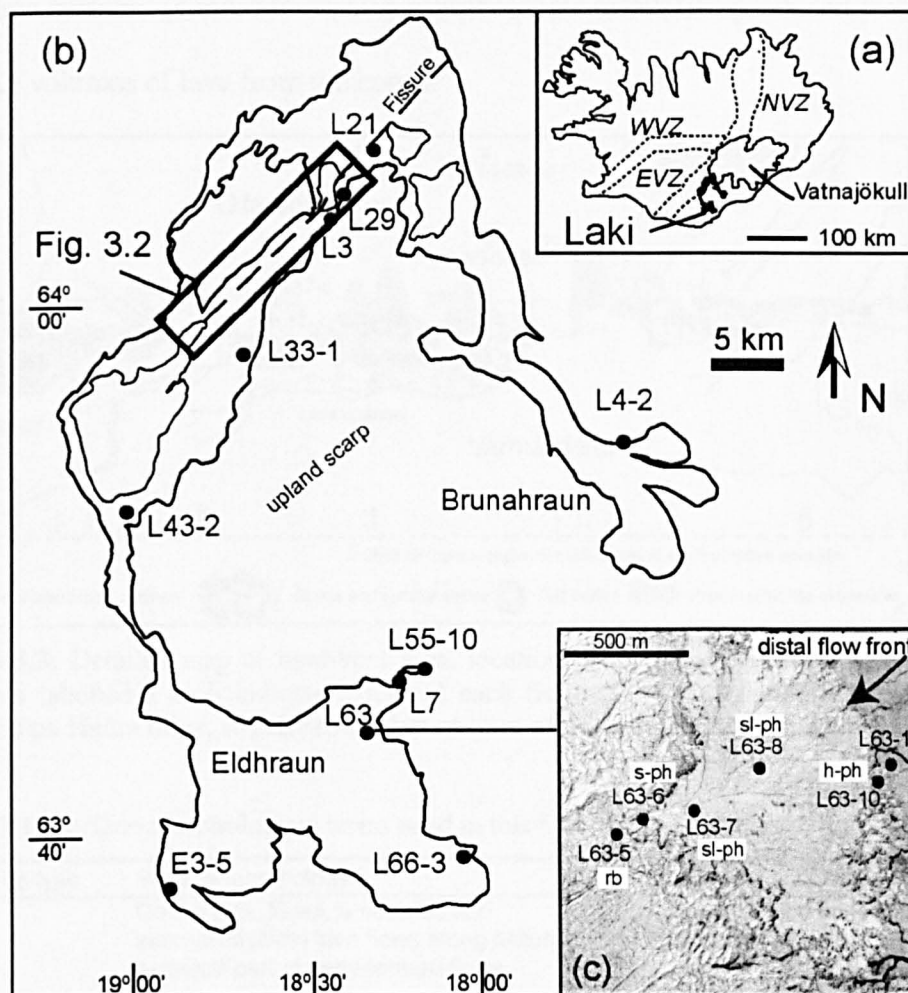 (b)
(a)
Fissure
L21
NVZ
WVZ
EVZ
Vatnajökull
Laki
100 km
L29
L3
Fig. 3.2
64°
00'
L33-1
5 km
N
L4-2
upland scarp
Brunahraun
L43-2
L55-10
L7
L63
Eldhraun
63°
40'
E3-5
L66-3
19°00
18°30
18°00
500 m
distal flow front
sl-ph
L63-8
L63-1
s-ph
h-ph
L63-6
L63-10
L63-7
L63-5
sl-ph
rb
(c)